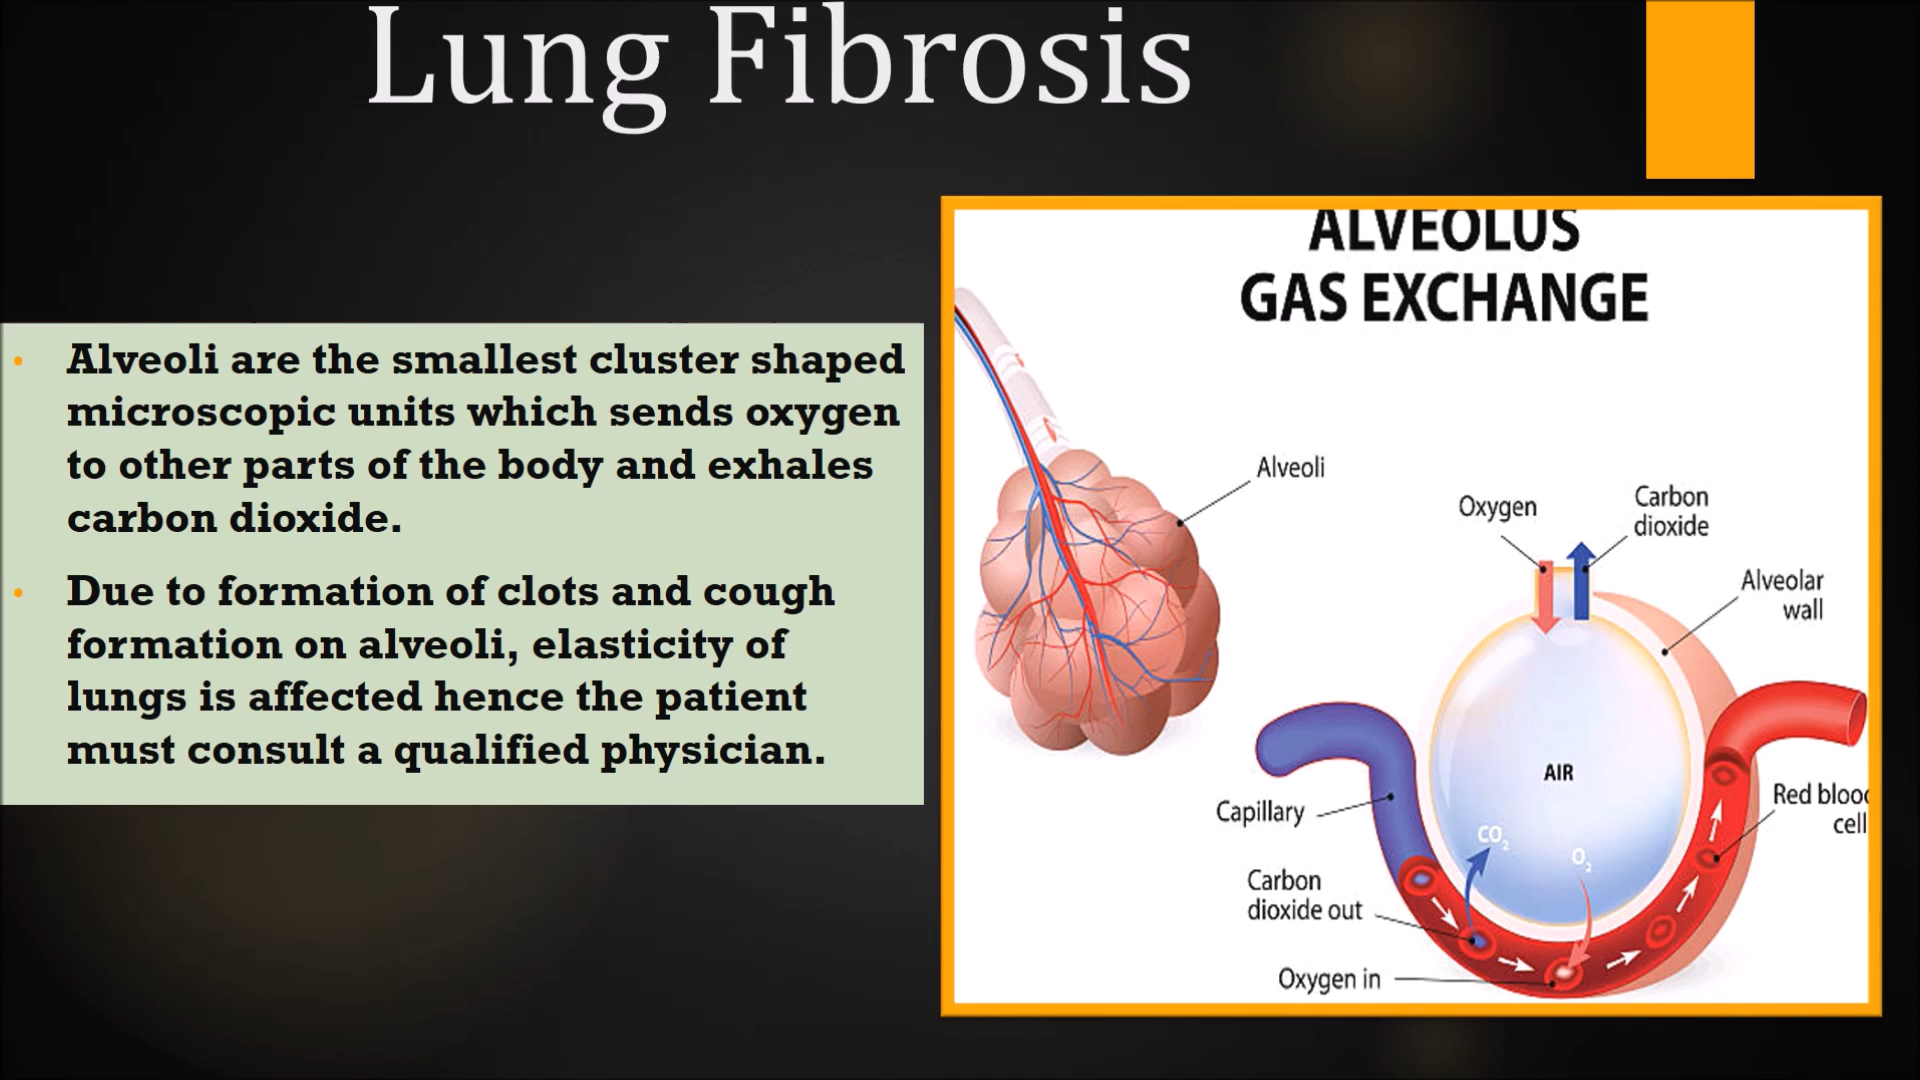 Lung Fibrosis
• Alveoli are the smallest cluster shaped
microscopic units which sends oxygen
to other parts of the body and exhales
carbon dioxide.
• Due to formation of clots and cough
formation on alveoli, elasticity of
lungs is affected hence the patient
must consult a qualified physician.
ALVEOLUS
GAS EXCHANGE
Alveoli
Oxygen
Carbon
dioxide
Alveolar
wall
AIR
Capillary
CO₂
O₂
Red blood
cell
Carbon
dioxide out
Oxygen in